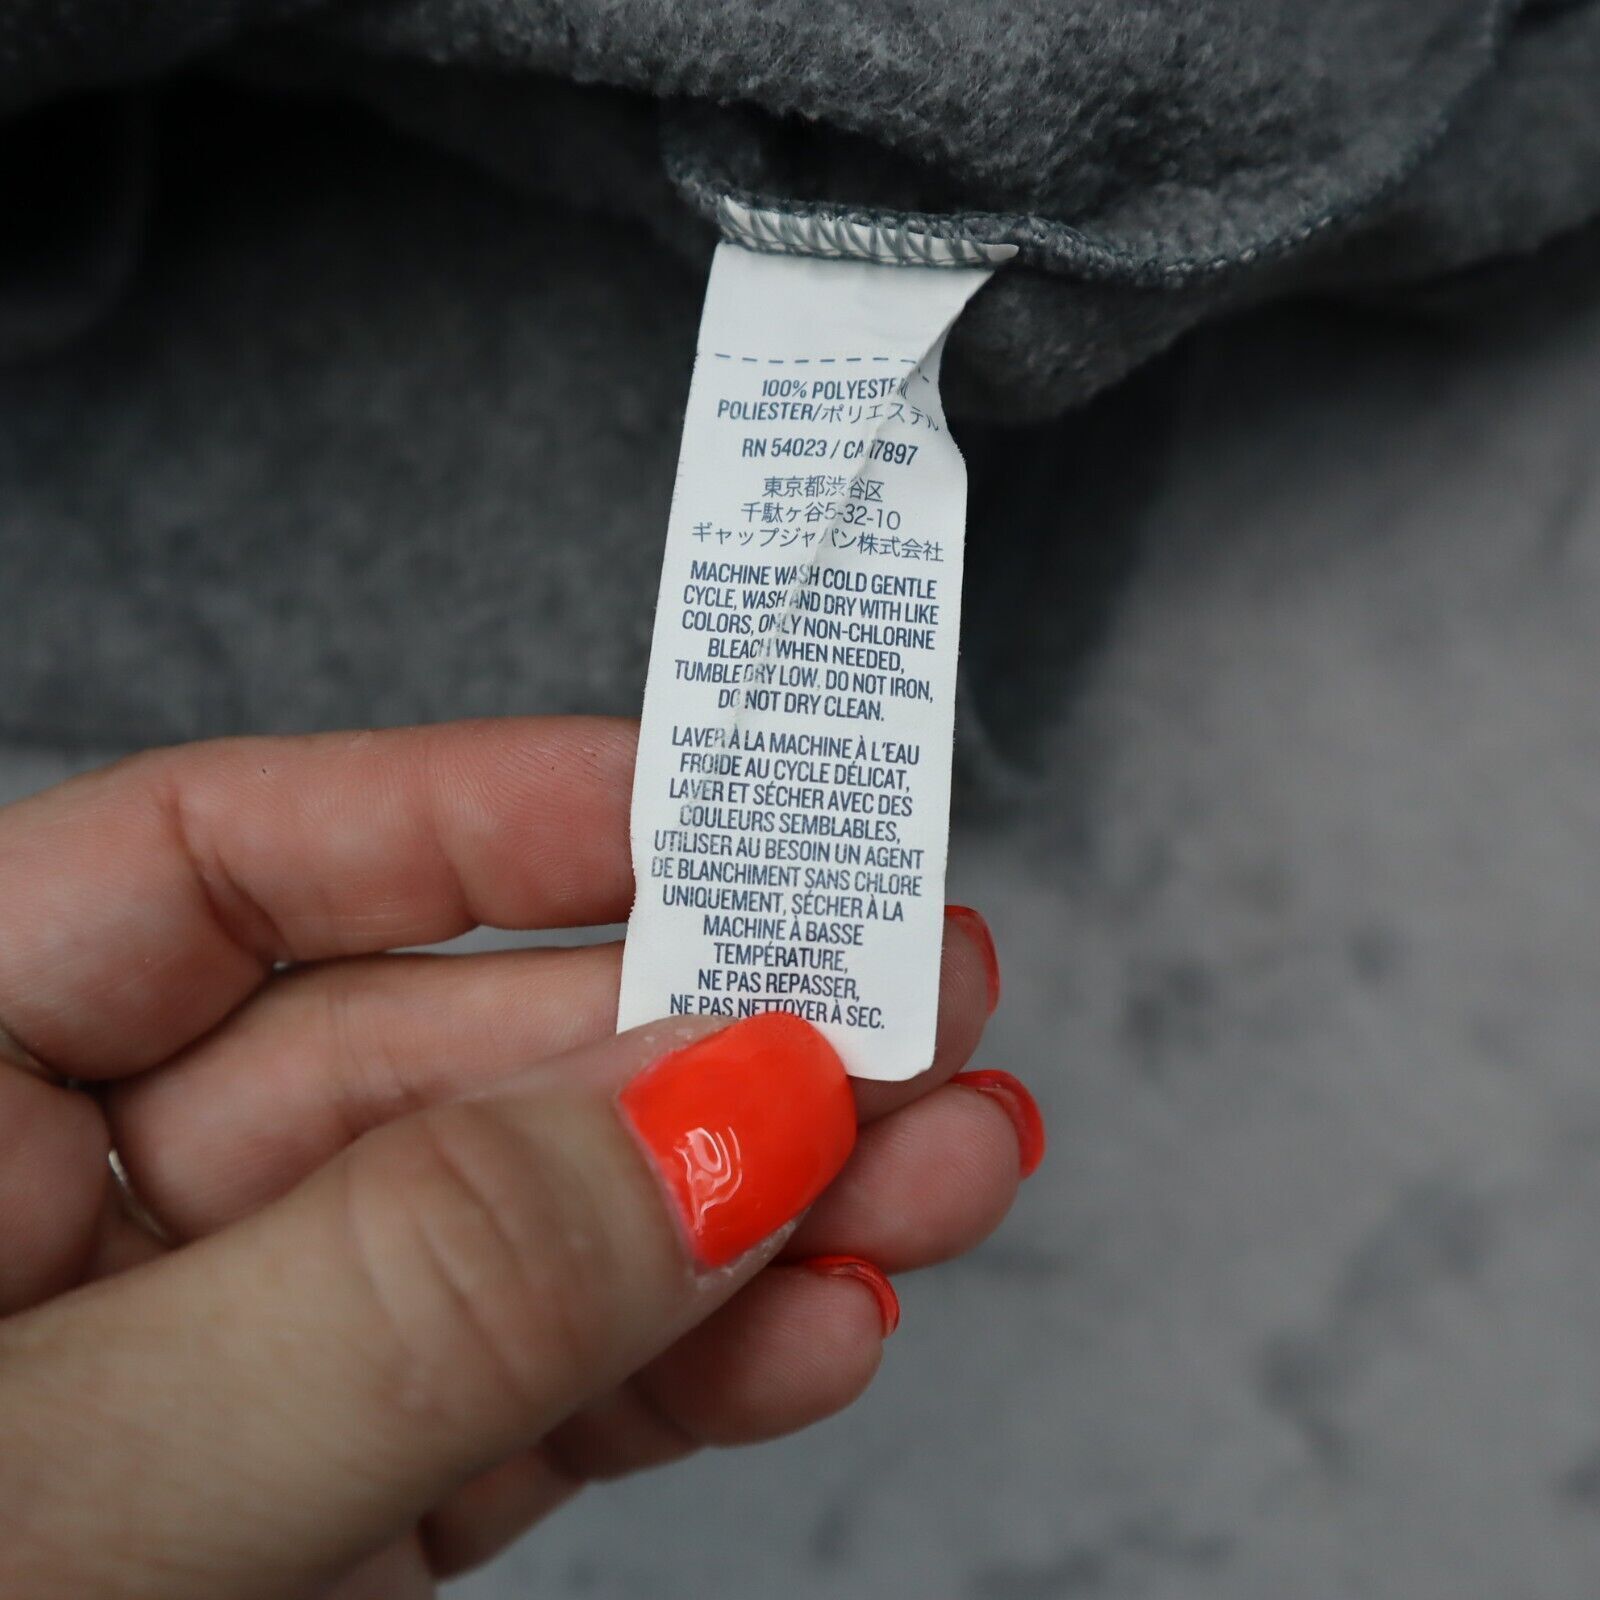 100% POLYESTER
POLIESTER/ポリエステル
RN 54023 / CA 17897
東京都渋谷区
千駄ヶ谷5-32-10
ギャップジャパン株式会社
MACHINE WASH COLD GENTLE
CYCLE, WASH AND DRY WITH LIKE
COLORS, ONLY NON-CHLORINE
BLEACH WHEN NEEDED,
TUMBLE DRY LOW, DO NOT IRON,
DO NOT DRY CLEAN.
LAVER À LA MACHINE À L'EAU
FROIDE AU CYCLE DÉLICAT,
LAVER ET SÉCHER AVEC DES
COULEURS SEMBLABLES,
UTILISER AU BESOIN UN AGENT
DE BLANCHIMENT SANS CHLORE
UNIQUEMENT, SÉCHER À LA
MACHINE À BASSE
TEMPÉRATURE,
NE PAS REPASSER,
NE PAS NETTOYER À SEC.